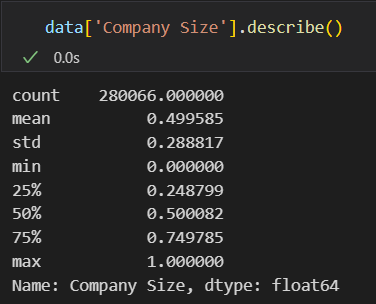 data['Company Size'].describe()
✓ 0.0s
count 280066.000000
mean 0.499585
std 0.288817
min 0.000000
25% 0.248799
50% 0.500082
75% 0.749785
max 1.000000
Name: Company Size, dtype: float64